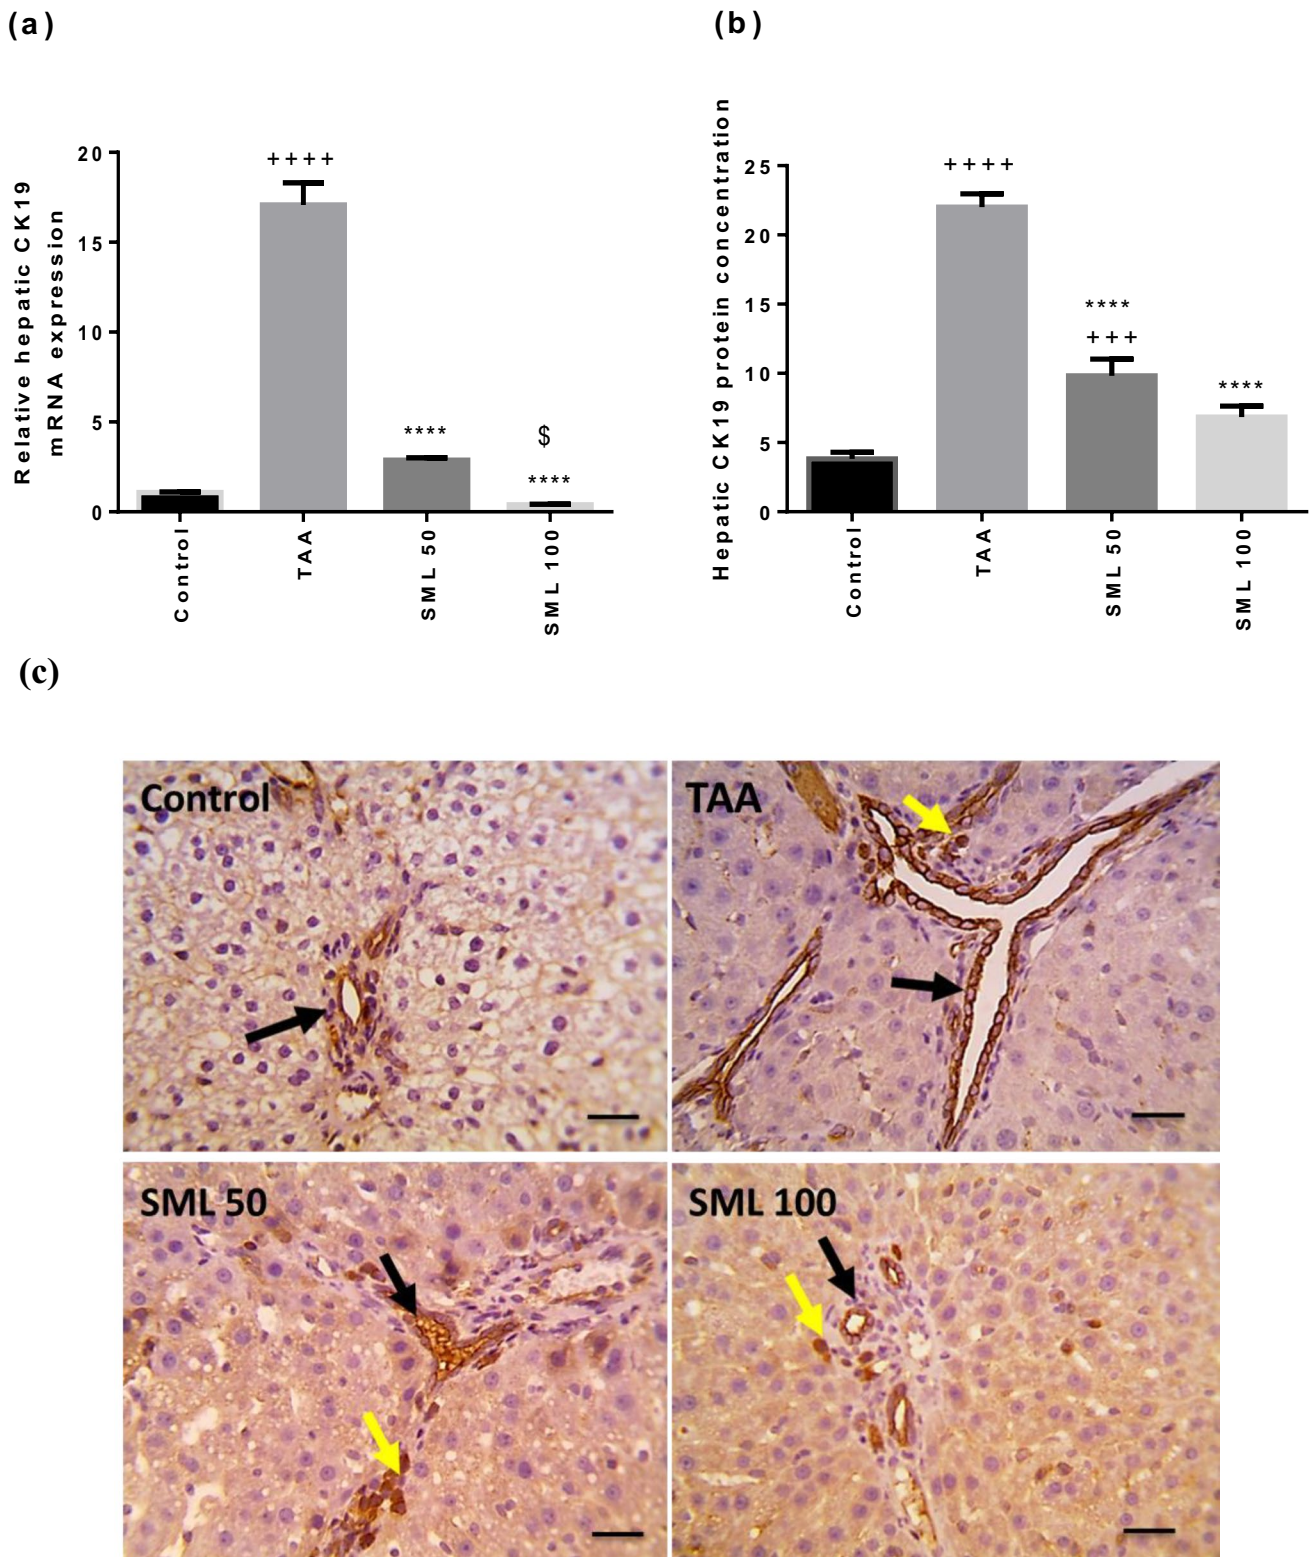 (a)
Relative hepatic CK19
mRNA expression
20
15
10
5
0
++++
****
$
****
Control
TAA
SML 50
SML 100
(b)
Hepatic CK19 protein concentration
25
20
15
10
5
0
++++
****
+++
****
Control
TAA
SML 50
SML 100
(c)
Control
TAA
SML 50
SML 100